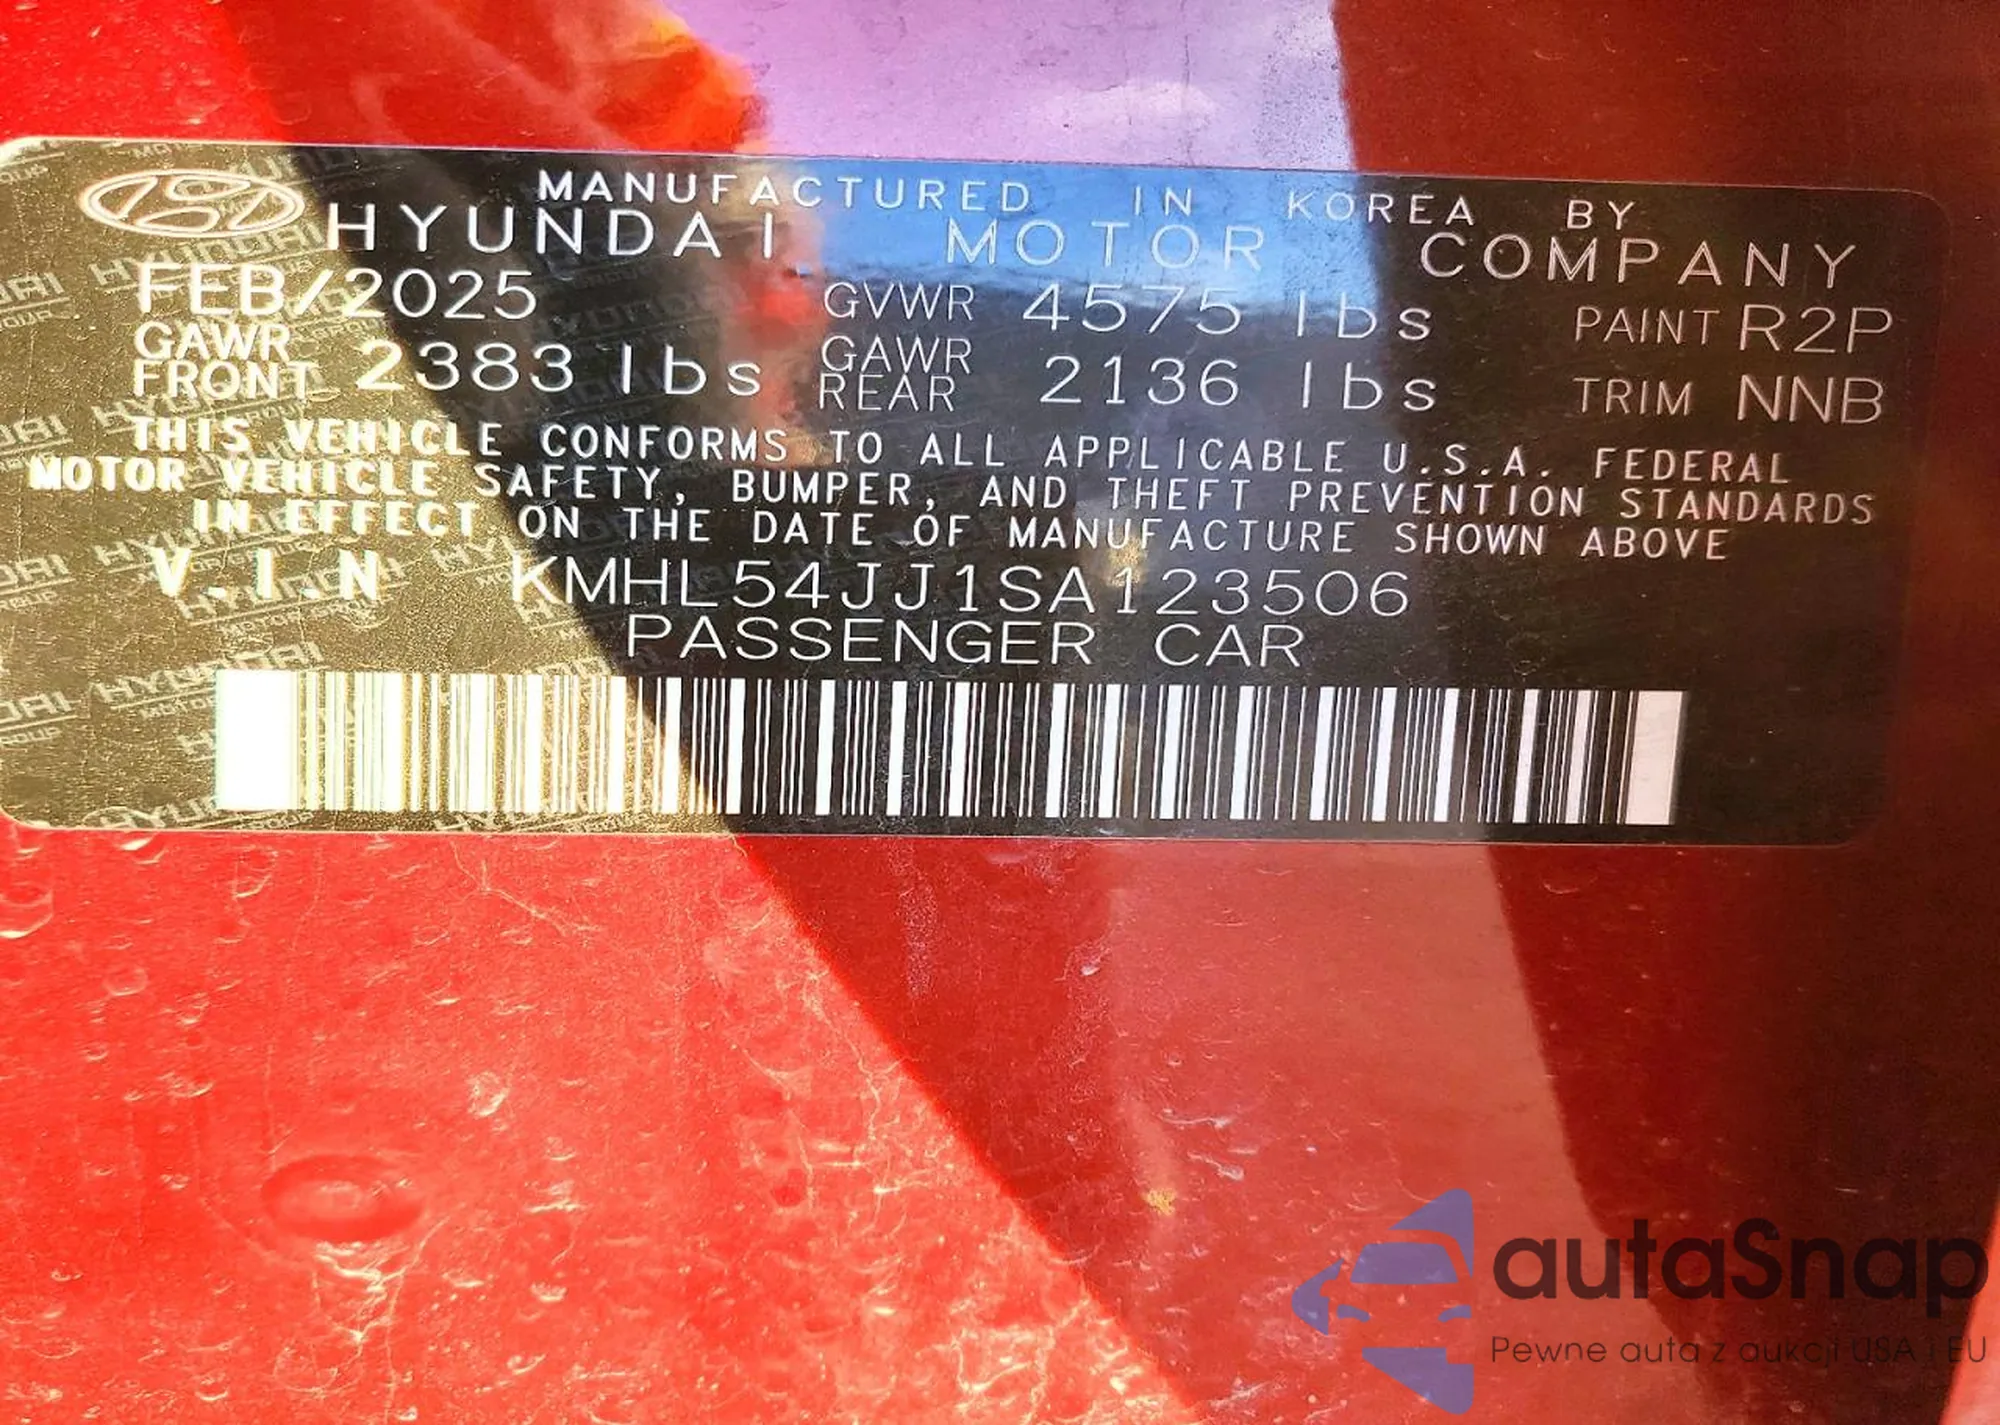 MANUFACTURED IN KOREA BY
HYUNDAI MOTOR COMPANY
FEB/2025 GVWR 4575 lbs PAINT R2P
GAWR FRONT 2383 lbs GAWR REAR 2136 lbs TRIM NNB
THIS VEHICLE CONFORMS TO ALL APPLICABLE U.S.A. FEDERAL
MOTOR VEHICLE SAFETY, BUMPER, AND THEFT PREVENTION STANDARDS
IN EFFECT ON THE DATE OF MANUFACTURE SHOWN ABOVE
V.I.N KMHL54JJ1SA123506
PASSENGER CAR
autaSnap
Pewne auta z aukcji USA i EU